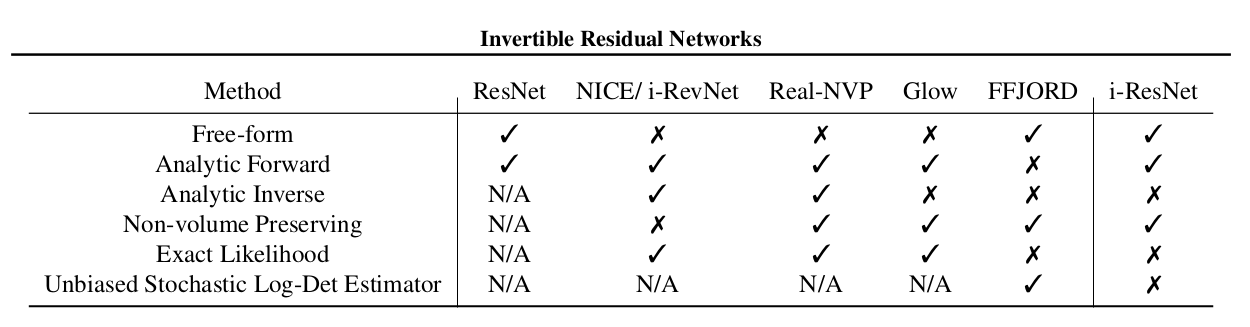 Invertible Residual Networks
Method ResNet NICE/ i-RevNet Real-NVP Glow FFJORD i-ResNet
Free-form ✓ ✗ ✗ ✗ ✓ ✓
Analytic Forward ✓ ✓ ✓ ✓ ✗ ✓
Analytic Inverse N/A ✓ ✓ ✗ ✗ ✗
Non-volume Preserving N/A ✗ ✓ ✓ ✓ ✓
Exact Likelihood N/A ✓ ✓ ✓ ✗ ✗
Unbiased Stochastic Log-Det Estimator N/A N/A N/A N/A ✓ ✗